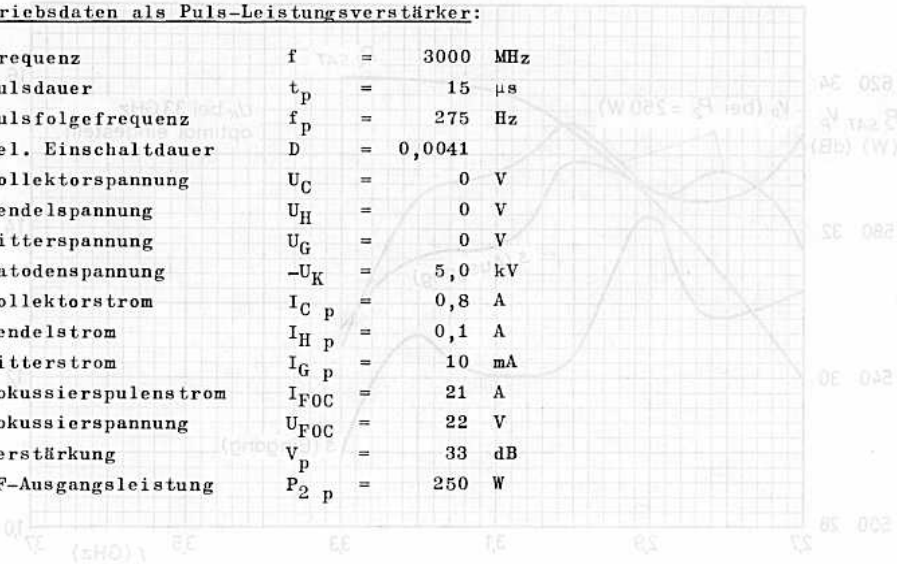 riebsdaten als Puls-Leistungsverstärker:
requenz f = 3000 MHz
ulsdauer tp = 15 µs
ulsfolgefrequenz fp = 275 Hz
el. Einschaltdauer D = 0,0041
ollektorspannung UC = 0 V
endelspannung UH = 0 V
itterspannung UG = 0 V
atodenspannung -UK = 5,0 kV
ollektorstrom IC p = 0,8 A
endelstrom IH p = 0,1 A
itterstrom IG p = 10 mA
okussierspulenstrom IFOC = 21 A
okussierspannung UFOC = 22 V
erstärkung Vp = 33 dB
F-Ausgangsleistung P2 p = 250 W